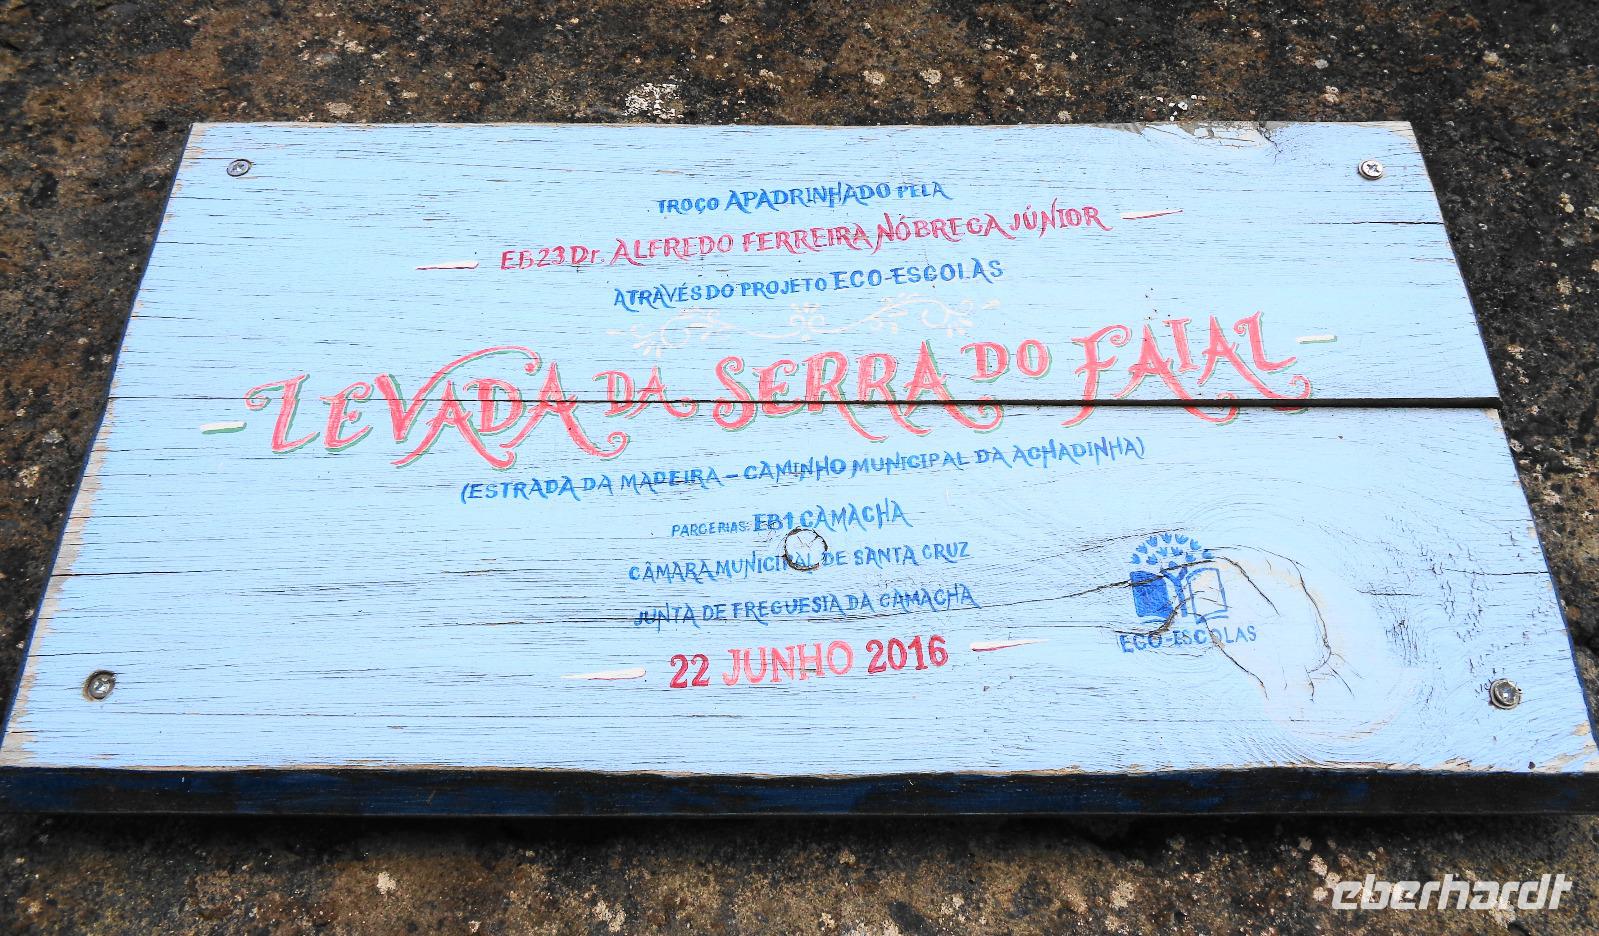 TROÇO APADRINHADO PELA
EB23 Dr. ALFREDO FERREIRA NÓBREGA JÚNIOR
ATRAVÉS DO PROJETO ECO-ESCOLAS
LEVADA DA SERRA DO FAIAL
(ESTRADA DA MADEIRA – CAMINHO MUNICIPAL DA ACHADINHA)
PARCERIAS: EB1 CAMACHA
CÂMARA MUNICIPAL DE SANTA CRUZ
JUNTA DE FREGUESIA DA CAMACHA
22 JUNHO 2016
ECO-ESCOLAS
eberhardt